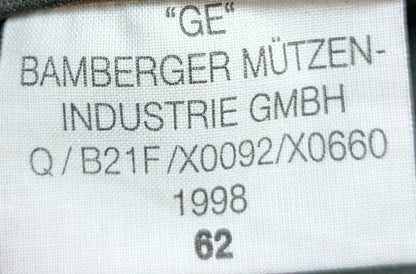 “GE“
BAMBERGER MÜTZEN-
INDUSTRIE GMBH
Q/B21F/X0092/X0660
1998
62